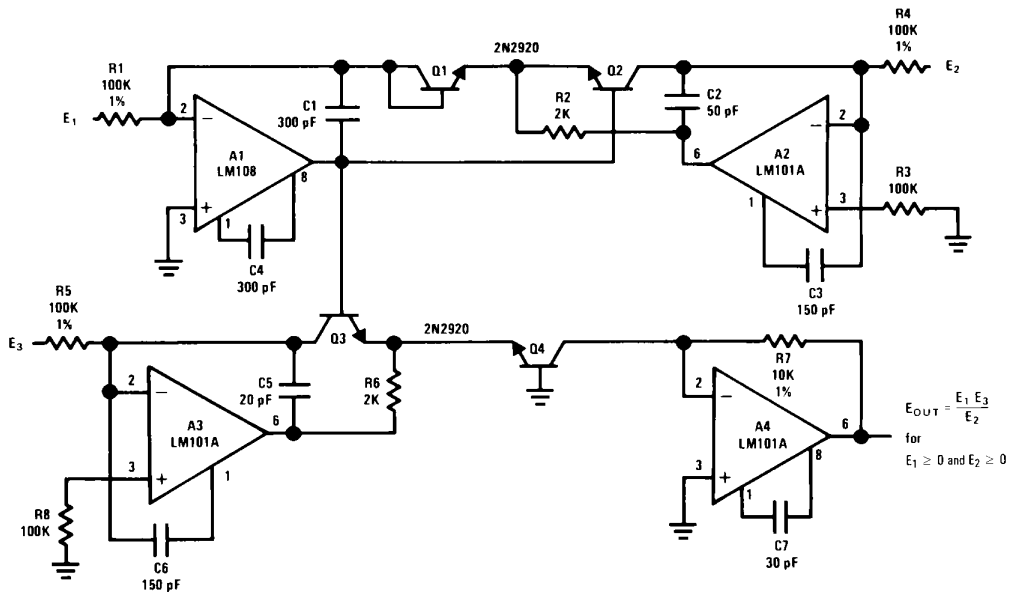 R4
100K
1%
E2
2N2920
R1
100K
1%
E1
Q1
Q2
C1
300 pF
R2
2K
C2
50 pF
2
−
A1
LM108
8
3
+
1
C4
300 pF
6
A2
LM101A
−
2
1
+
3
R3
100K
C3
150 pF
R5
100K
1%
E3
2N2920
Q3
Q4
2
−
C5
20 pF
R6
2K
A3
LM101A
6
3
+
1
R8
100K
C6
150 pF
R7
10K
1%
2
−
A4
LM101A
6
8
3
+
1
C7
30 pF
EOUT = E1 E3
E2
for
E1 ≥ 0 and E2 ≥ 0